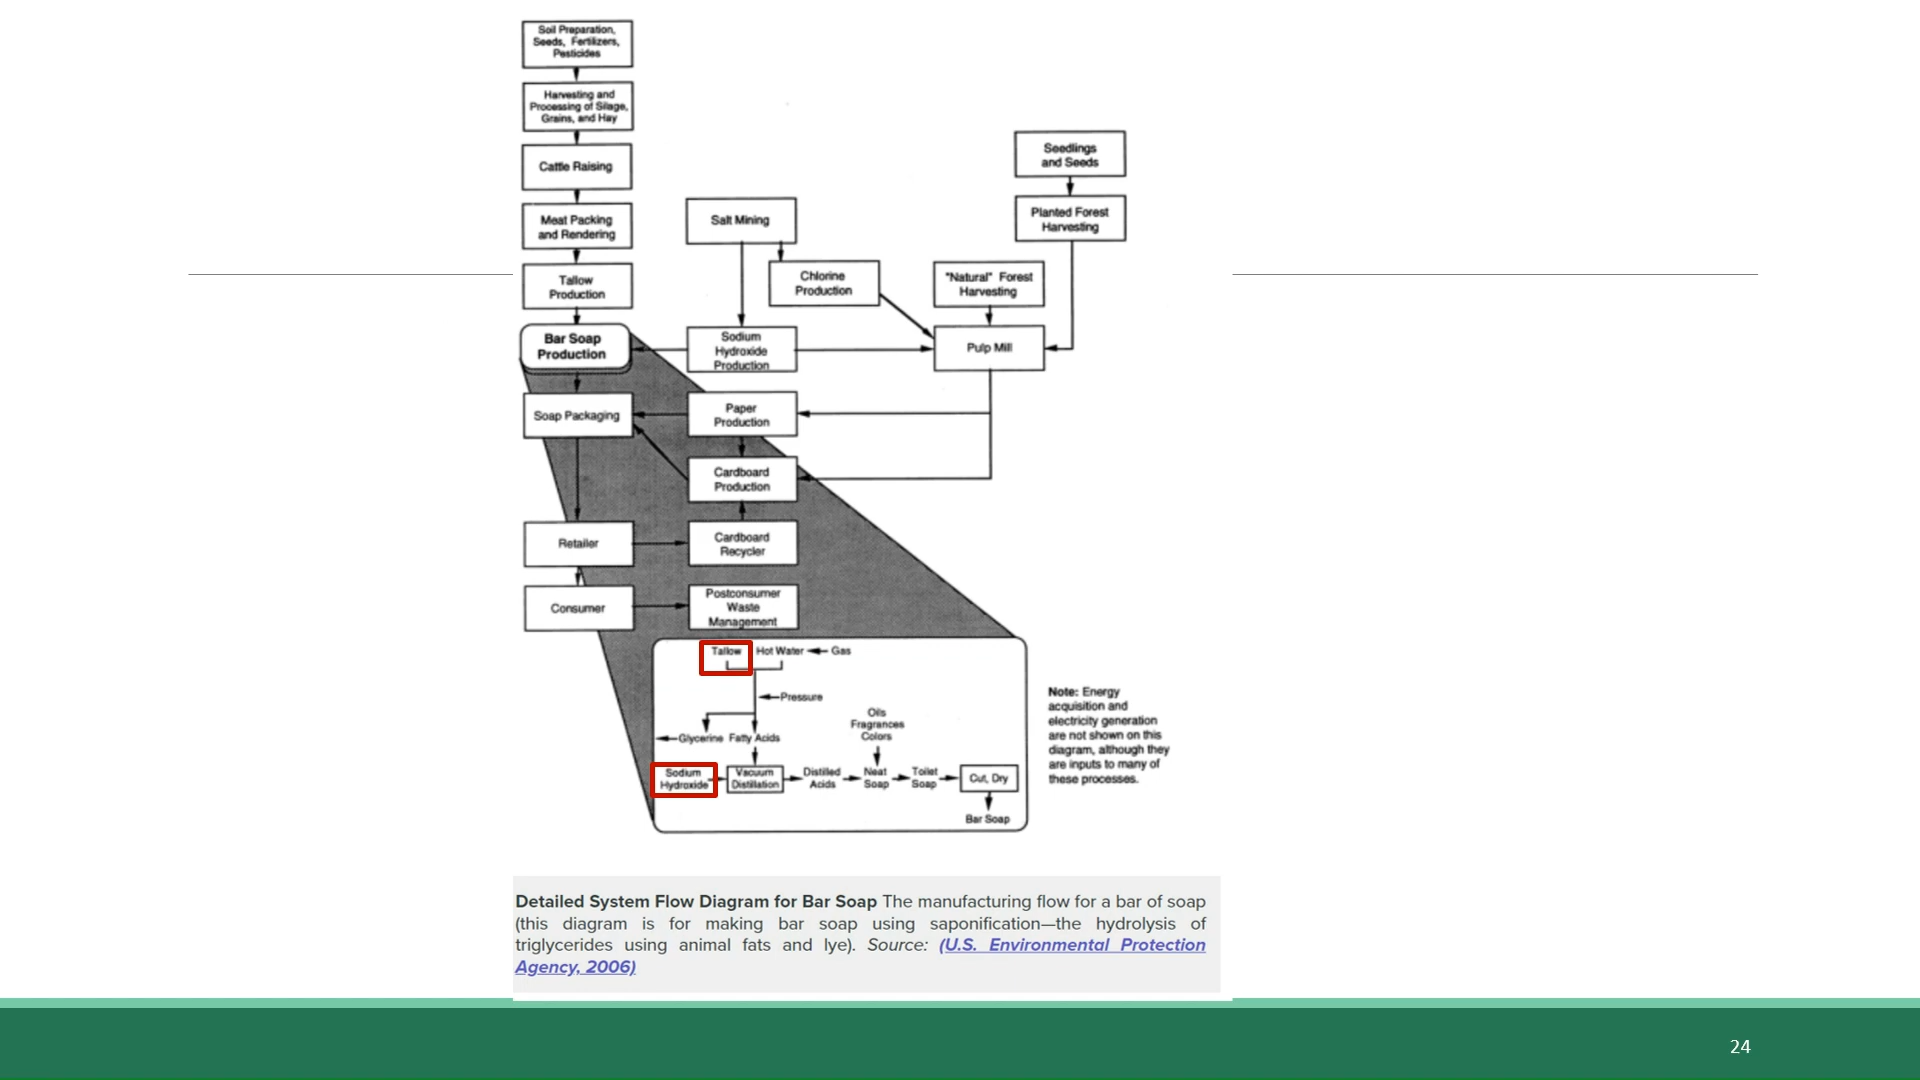 Soil Preparation,
Seeds, Fertilizers,
Pesticides
Harvesting and
Processing of Silage,
Grains, and Hay
Cattle Raising
Meat Packing
and Rendering
Tallow
Production
Bar Soap
Production
Soap Packaging
Retailer
Consumer
Salt Mining
Chlorine
Production
Sodium
Hydroxide
Production
Paper
Production
Cardboard
Production
Cardboard
Recycler
Postconsumer
Waste
Management
Seedlings
and Seeds
Planted Forest
Harvesting
"Natural" Forest
Harvesting
Pulp Mill
Tallow
Hot Water
Gas
Pressure
Glycerine
Fatty Acids
Oils
Fragrances
Colors
Sodium
Hydroxide
Vacuum
Distillation
Distilled
Acids
Neat
Soap
Toilet
Soap
Cut, Dry
Bar Soap
Note: Energy
acquisition and
electricity generation
are not shown on this
diagram, although they
are inputs to many of
these processes.
Detailed System Flow Diagram for Bar Soap The manufacturing flow for a bar of soap
(this diagram is for making bar soap using saponification—the hydrolysis of
triglycerides using animal fats and lye). Source: (U.S. Environmental Protection
Agency, 2006)
24